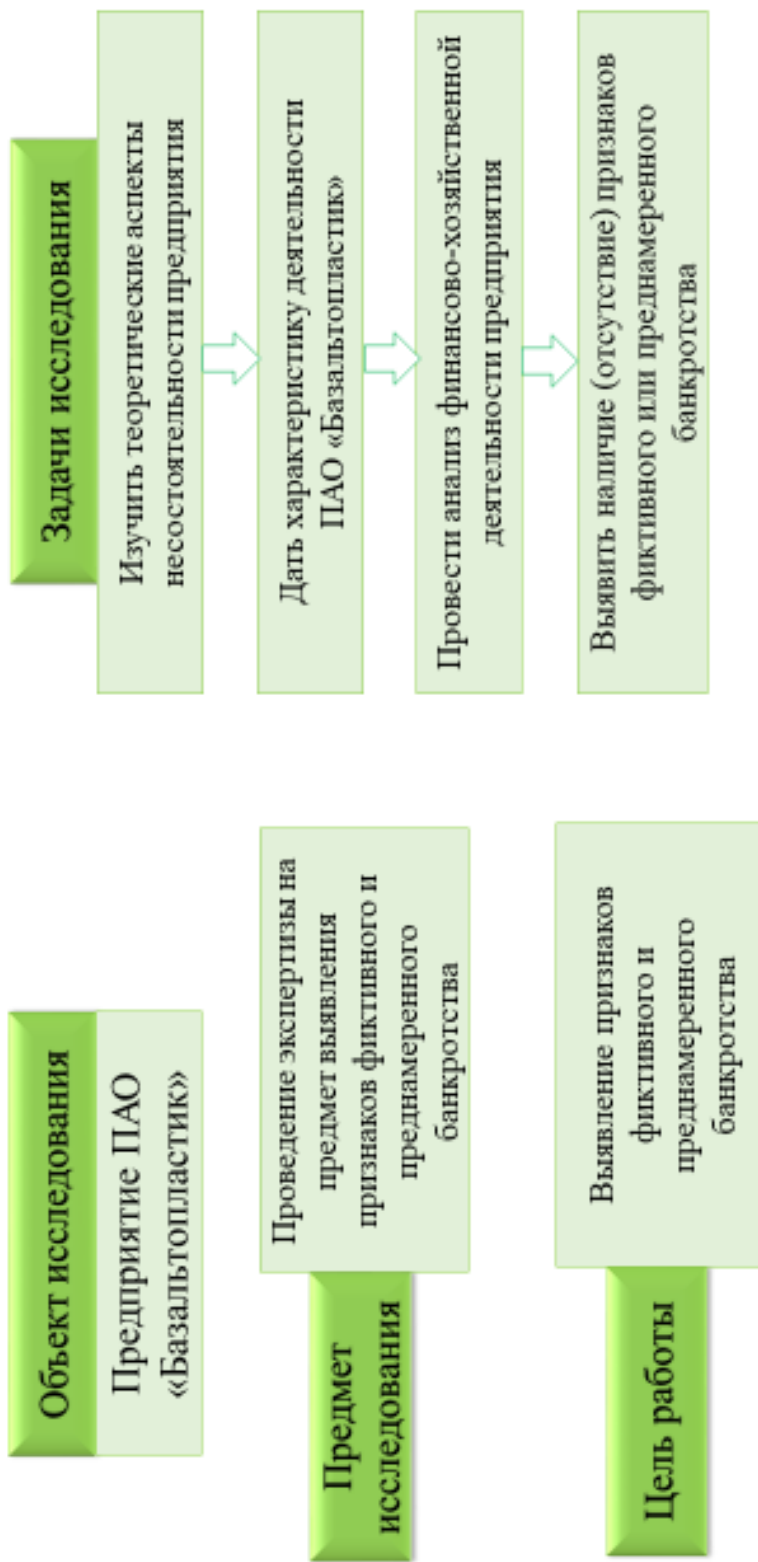 Объект исследования
Предприятие ПАО
«Базальтопластик»
Предмет
исследования
Проведение экспертизы на
предмет выявления
признаков фиктивного и
преднамеренного
банкротства
Цель работы
Выявление признаков
фиктивного и
преднамеренного
банкротства
Задачи исследования
Изучить теоретические аспекты
несостоятельности предприятия
Дать характеристику деятельности
ПАО «Базальтопластик»
Провести анализ финансово-хозяйственной
деятельности предприятия
Выявить наличие (отсутствие) признаков
фиктивного или преднамеренного
банкротства